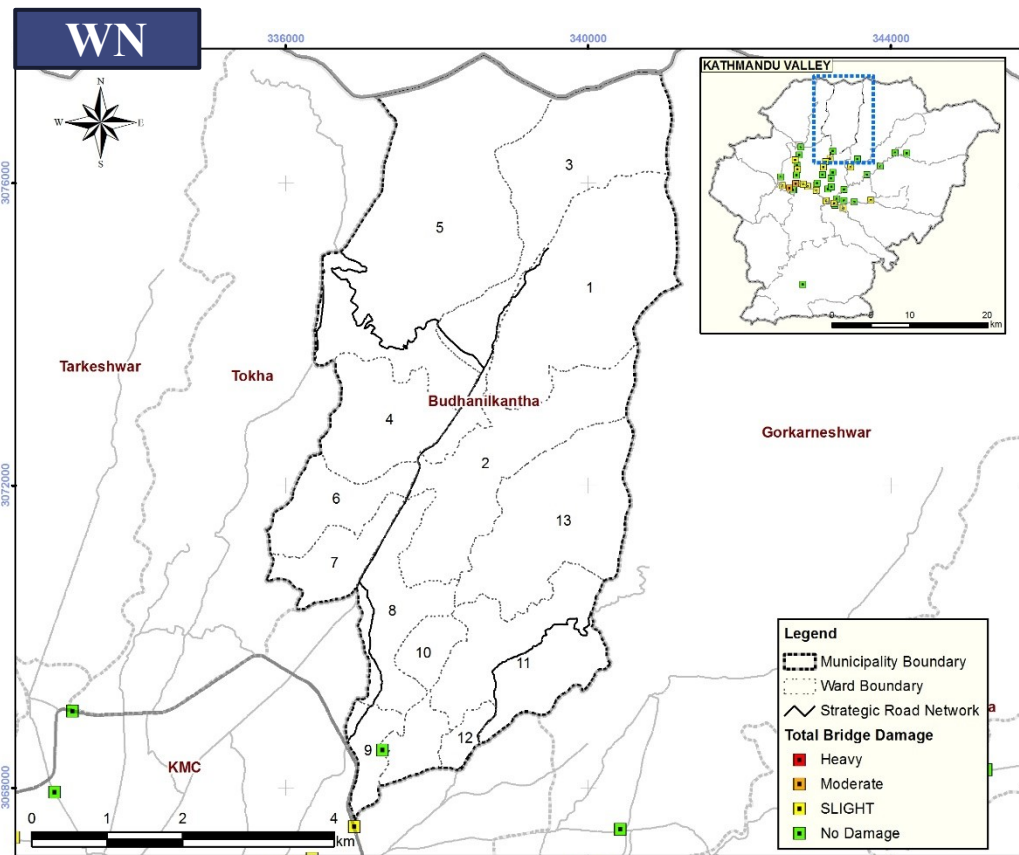 WN
336000
340000
344000
N
W E
S
KATHMANDU VALLEY
0 5 10 20
km
3076000
3
5
1
Tarkeshwar
Tokha
Budhanilkantha
4
Gorkarneshwar
2
3072000
6
13
7
8
10
11
9
12
KMC
3068000
0 1 2 4
km
Legend
Municipality Boundary
Ward Boundary
Strategic Road Network
Total Bridge Damage
Heavy
Moderate
SLIGHT
No Damage
a